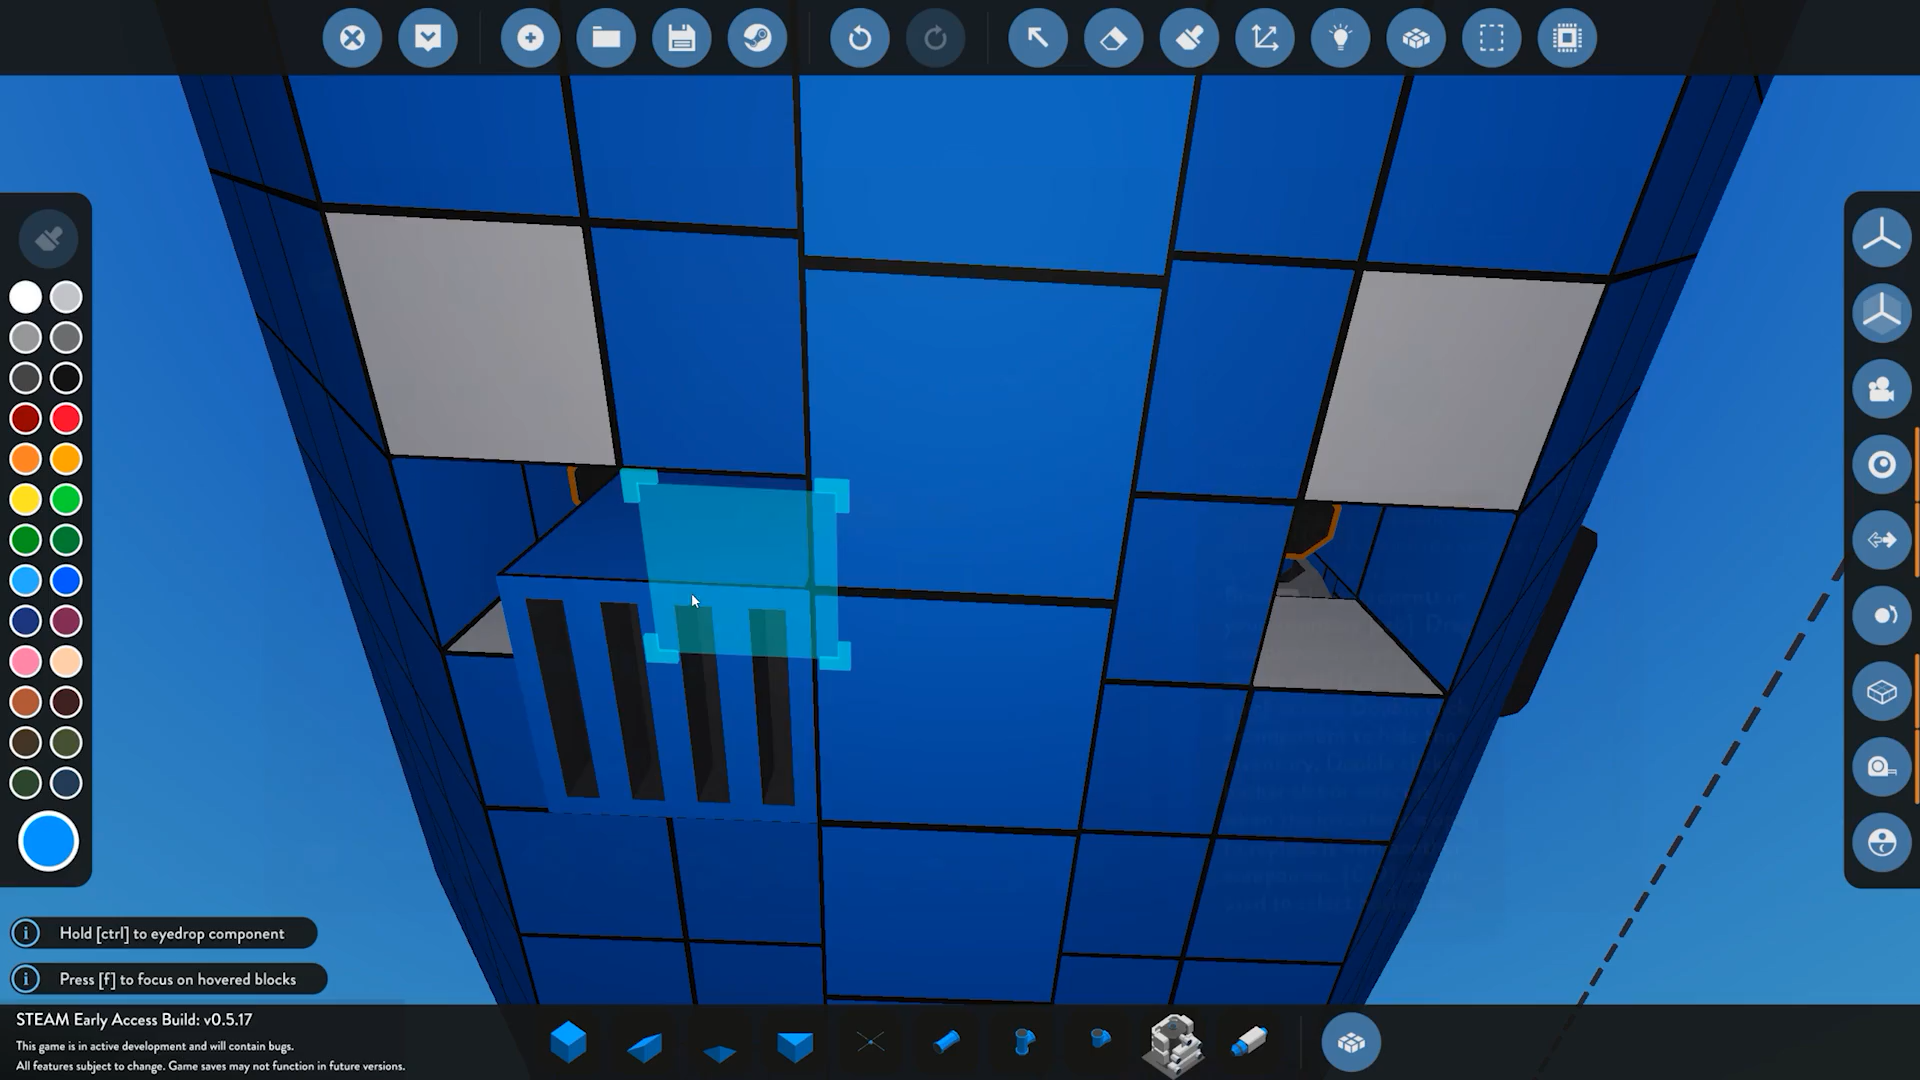 Hold [ctrl] to eyedrop component
Press [f] to focus on hovered blocks
STEAM Early Access Build: v0.5.17
This game is in active development and will contain bugs.
All features subject to change. Game saves may not function in future versions.